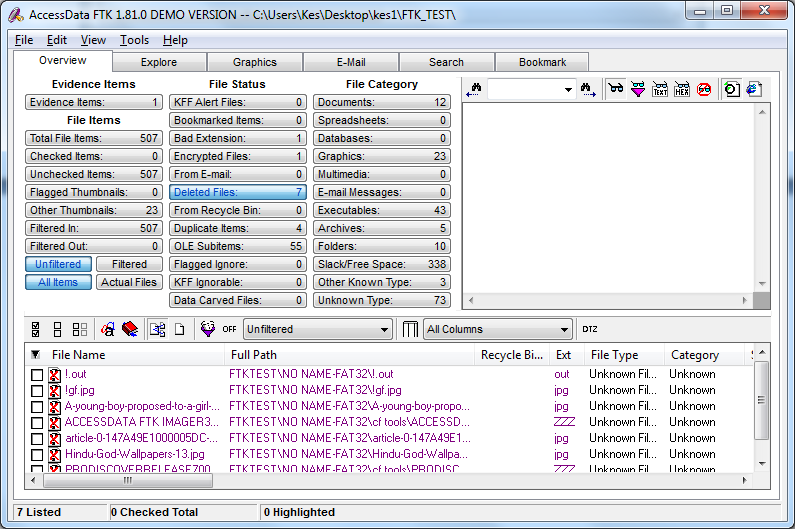 AccessData FTK 1.81.0 DEMO VERSION -- C:\Users\Kes\Desktop\kes1\FTK_TEST\
File Edit View Tools Help
Overview Explore Graphics E-Mail Search Bookmark
Evidence Items File Status File Category
Evidence Items: 1 KFF Alert Files: 0 Documents: 12
File Items Bookmarked Items: 0 Spreadsheets: 0
Total File Items: 507 Bad Extension: 1 Databases: 0
Checked Items: 0 Encrypted Files: 1 Graphics: 23
Unchecked Items: 507 From E-mail: 0 Multimedia: 0
Flagged Thumbnails: 0 Deleted Files: 7 E-mail Messages: 0
Other Thumbnails: 23 From Recycle Bin: 0 Executables: 43
Filtered In: 507 Duplicate Items: 4 Archives: 5
Filtered Out: 0 OLE Subitems: 55 Folders: 10
Unfiltered Filtered Flagged Ignore: 0 Slack/Free Space: 338
All Items Actual Files KFF Ignorable: 0 Other Known Type: 3
Data Carved Files: 0 Unknown Type: 73
TEXT HEX
OFF Unfiltered All Columns DTZ
File Name Full Path Recycle Bi... Ext File Type Category
!.out FTKTEST\NO NAME-FAT32\!.out out Unknown Fil... Unknown
!gf.jpg FTKTEST\NO NAME-FAT32\!gf.jpg jpg Unknown Fil... Unknown
A-young-boy-proposed-to-a-girl-... FTKTEST\NO NAME-FAT32\A-young-boy-propo... jpg Unknown Fil... Unknown
ACCESSDATA FTK IMAGER3... FTKTEST\NO NAME-FAT32\cf tools\ACCESSD... ZZZ Unknown Fil... Unknown
article-0-147A49E1000005DC-... FTKTEST\NO NAME-FAT32\article-0-147A49E1... jpg Unknown Fil... Unknown
Hindu-God-Wallpapers-13.jpg FTKTEST\NO NAME-FAT32\Hindu-God-Wallpa... jpg Unknown Fil... Unknown
PRODISCOVERRELEASE700... FTKTEST\NO NAME-FAT32\cf tools\PRODISC... ZZZ Unknown Fil... Unknown
7 Listed 0 Checked Total 0 Highlighted